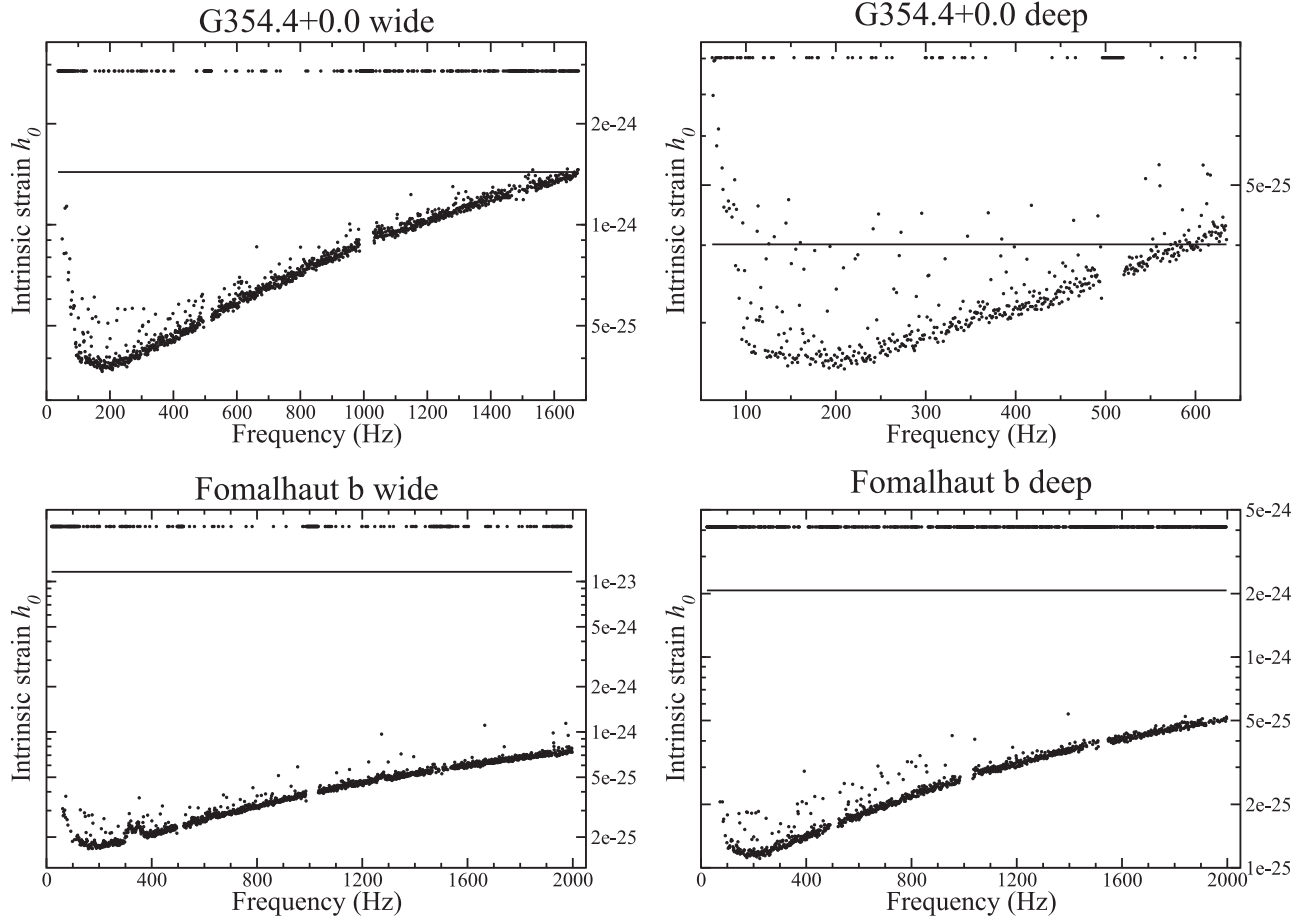 G354.4+0.0 wide
Intrinsic strain h0
2e-24
1e-24
5e-25
0 200 400 600 800 1000 1200 1400 1600
Frequency (Hz)
G354.4+0.0 deep
Intrinsic strain h0
5e-25
100 200 300 400 500 600
Frequency (Hz)
Fomalhaut b wide
Intrinsic strain h0
1e-23
5e-24
2e-24
1e-24
5e-25
2e-25
0 400 800 1200 1600 2000
Frequency (Hz)
Fomalhaut b deep
Intrinsic strain h0
5e-24
2e-24
1e-24
5e-25
2e-25
1e-25
0 400 800 1200 1600 2000
Frequency (Hz)